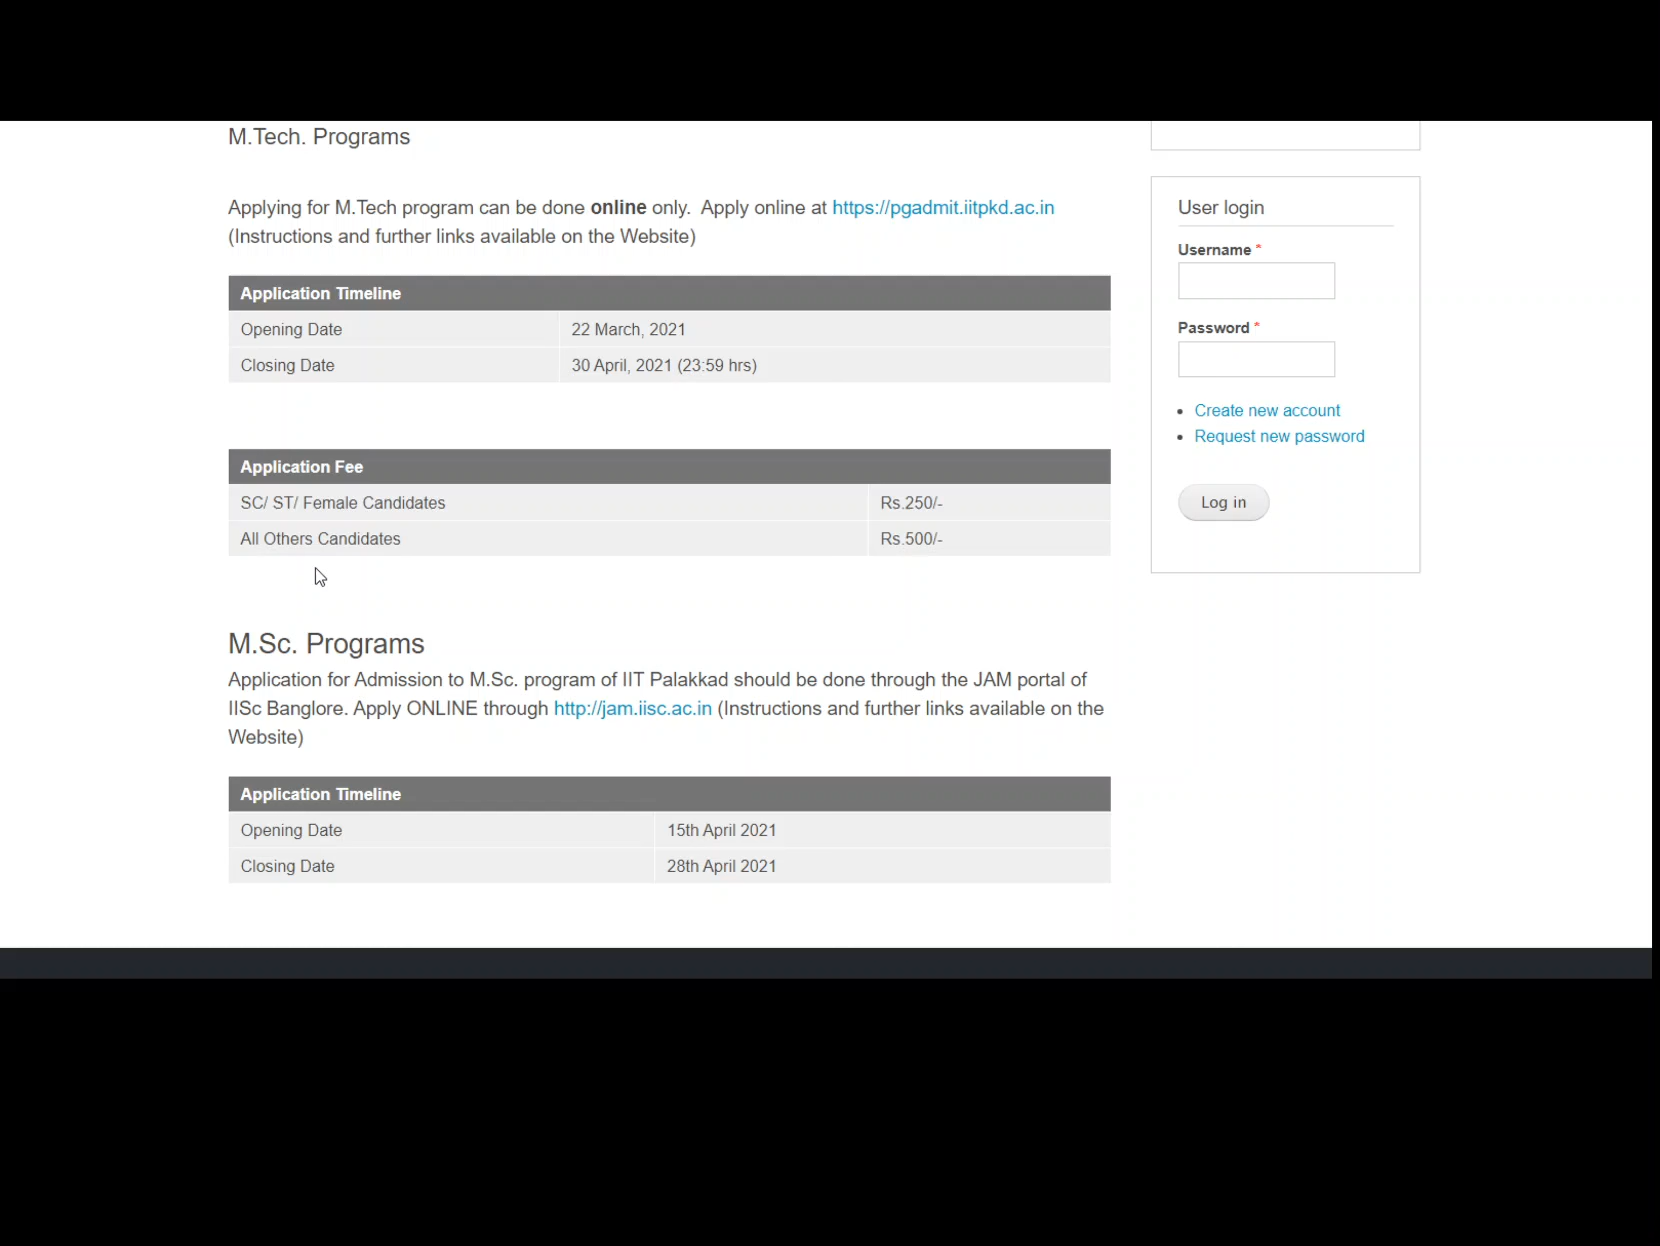 M.Tech. Programs
Applying for M.Tech program can be done online only.  Apply online at https://pgadmit.iitpkd.ac.in
(Instructions and further links available on the Website)
Application Timeline
Opening Date 22 March, 2021
Closing Date 30 April, 2021 (23:59 hrs)
Application Fee
SC/ ST/ Female Candidates Rs.250/-
All Others Candidates Rs.500/-
M.Sc. Programs
Application for Admission to M.Sc. program of IIT Palakkad should be done through the JAM portal of
IISc Banglore. Apply ONLINE through http://jam.iisc.ac.in (Instructions and further links available on the
Website)
Application Timeline
Opening Date 15th April 2021
Closing Date 28th April 2021
User login
Username *
Password *
Create new account
Request new password
Log in